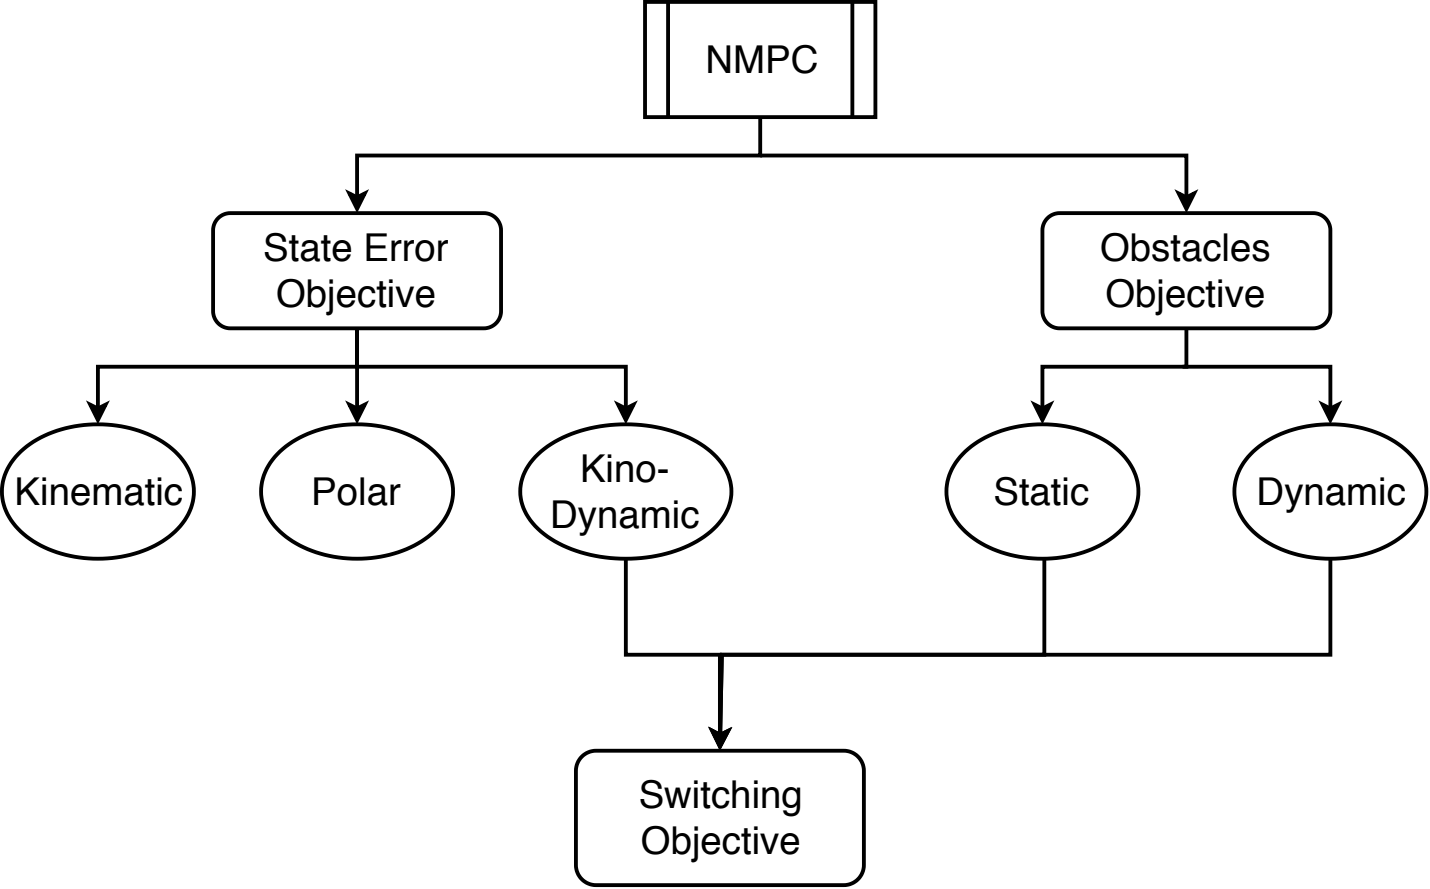 NMPC
State Error
Objective
Obstacles
Objective
Kinematic
Polar
Kino-
Dynamic
Static
Dynamic
Switching
Objective